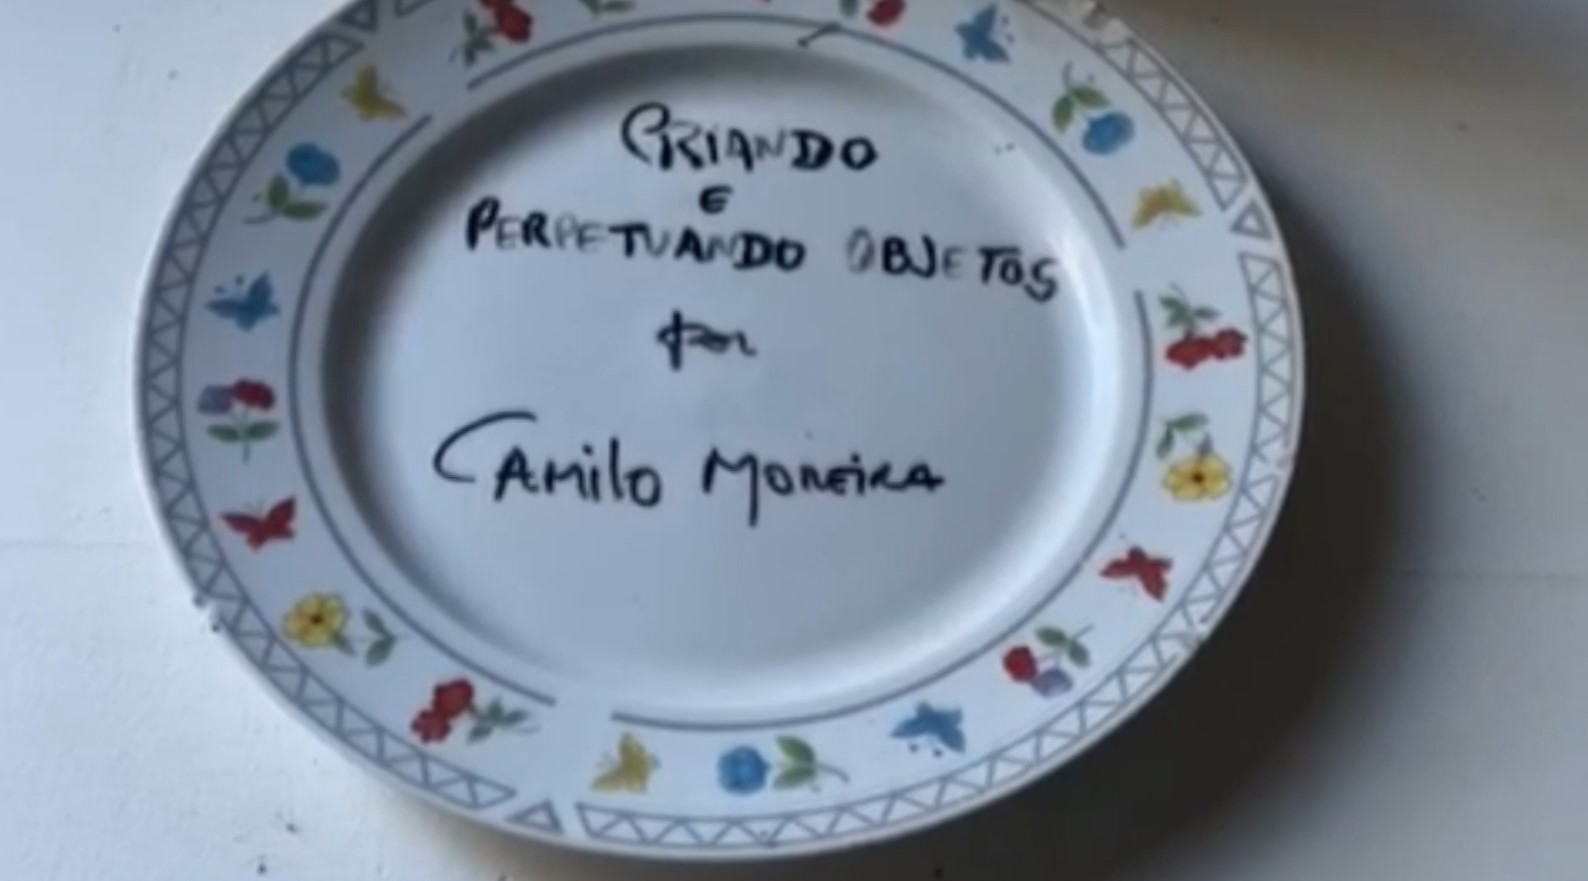 CRIANDO
E
PERPETUANDO OBJETOS
por
CAMilo MOREiRA